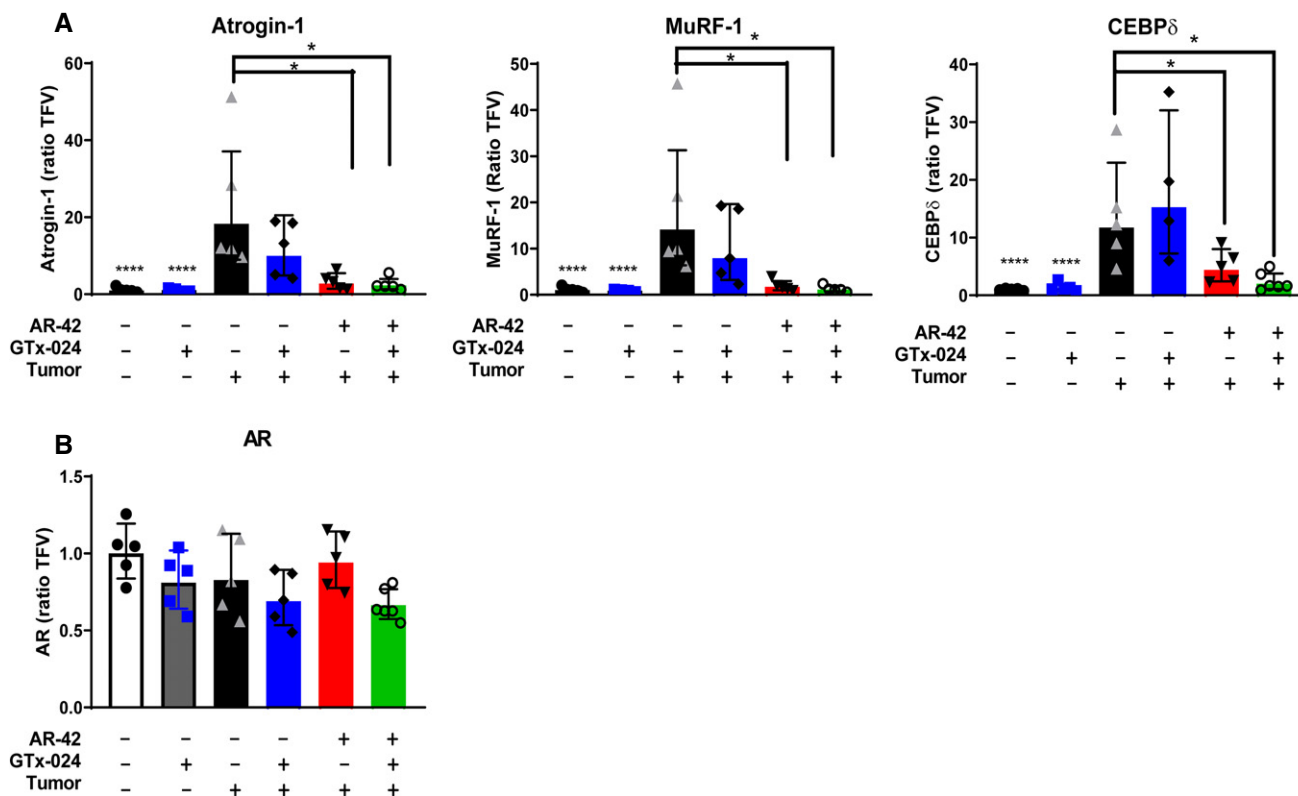 A
Atrogin-1
Atrogin-1 (ratio TFV)
60
40
20
0
**** ****
*
*
AR-42 – – – – + +
GTx-024 – + – + – +
Tumor – – + + + +
MuRF-1
MuRF-1 (Ratio TFV)
50
40
30
20
10
0
**** ****
*
*
AR-42 – – – – + +
GTx-024 – + – + – +
Tumor – – + + + +
CEBPδ
CEBPδ (ratio TFV)
40
30
20
10
0
**** ****
*
*
AR-42 – – – – + +
GTx-024 – + – + – +
Tumor – – + + + +
B
AR
AR (ratio TFV)
1.5
1.0
0.5
0.0
AR-42 – – – – + +
GTx-024 – + – + – +
Tumor – – + + + +